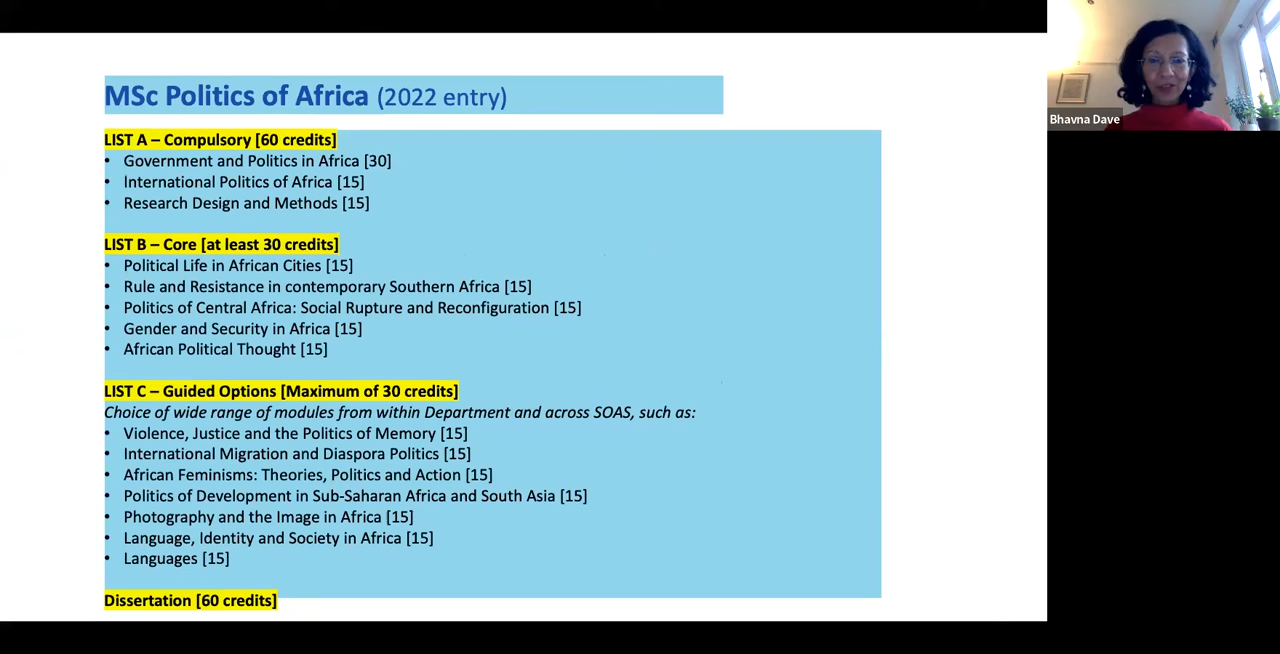 MSc Politics of Africa (2022 entry)
LIST A – Compulsory [60 credits]
• Government and Politics in Africa [30]
• International Politics of Africa [15]
• Research Design and Methods [15]
LIST B – Core [at least 30 credits]
• Political Life in African Cities [15]
• Rule and Resistance in contemporary Southern Africa [15]
• Politics of Central Africa: Social Rupture and Reconfiguration [15]
• Gender and Security in Africa [15]
• African Political Thought [15]
LIST C – Guided Options [Maximum of 30 credits]
Choice of wide range of modules from within Department and across SOAS, such as:
• Violence, Justice and the Politics of Memory [15]
• International Migration and Diaspora Politics [15]
• African Feminisms: Theories, Politics and Action [15]
• Politics of Development in Sub-Saharan Africa and South Asia [15]
• Photography and the Image in Africa [15]
• Language, Identity and Society in Africa [15]
• Languages [15]
Dissertation [60 credits]
Bhavna Dave